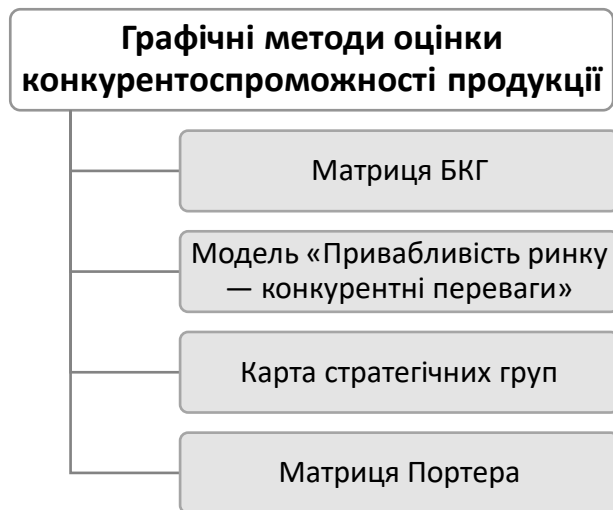 Графічні методи оцінки
конкурентоспроможності продукції
Матриця БКГ
Модель «Привабливість ринку
— конкурентні переваги»
Карта стратегічних груп
Матриця Портера